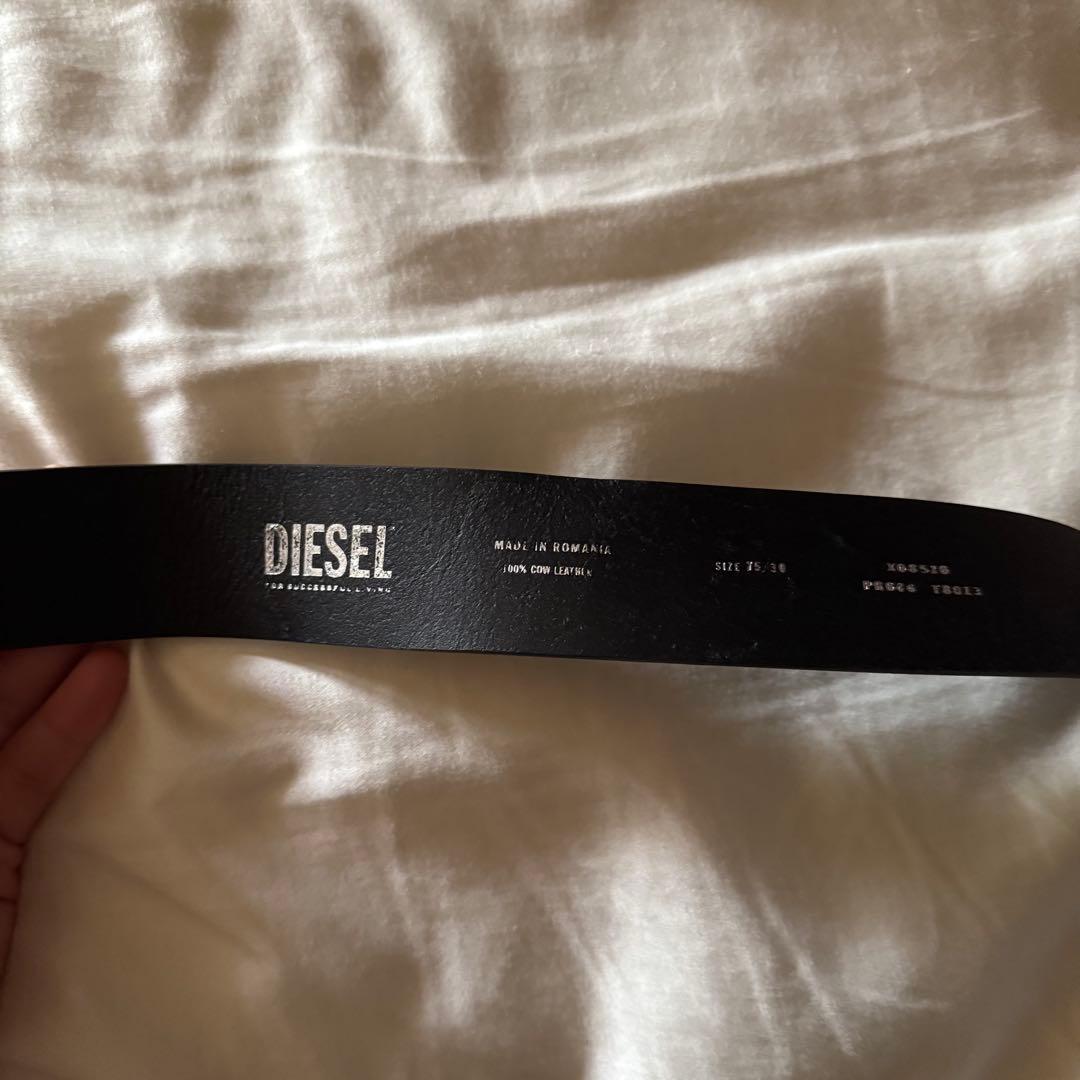 DIESEL
FOR SUCCESSFUL LIVING
MADE IN ROMANIA
100% COW LEATHER
SIZE 75/30